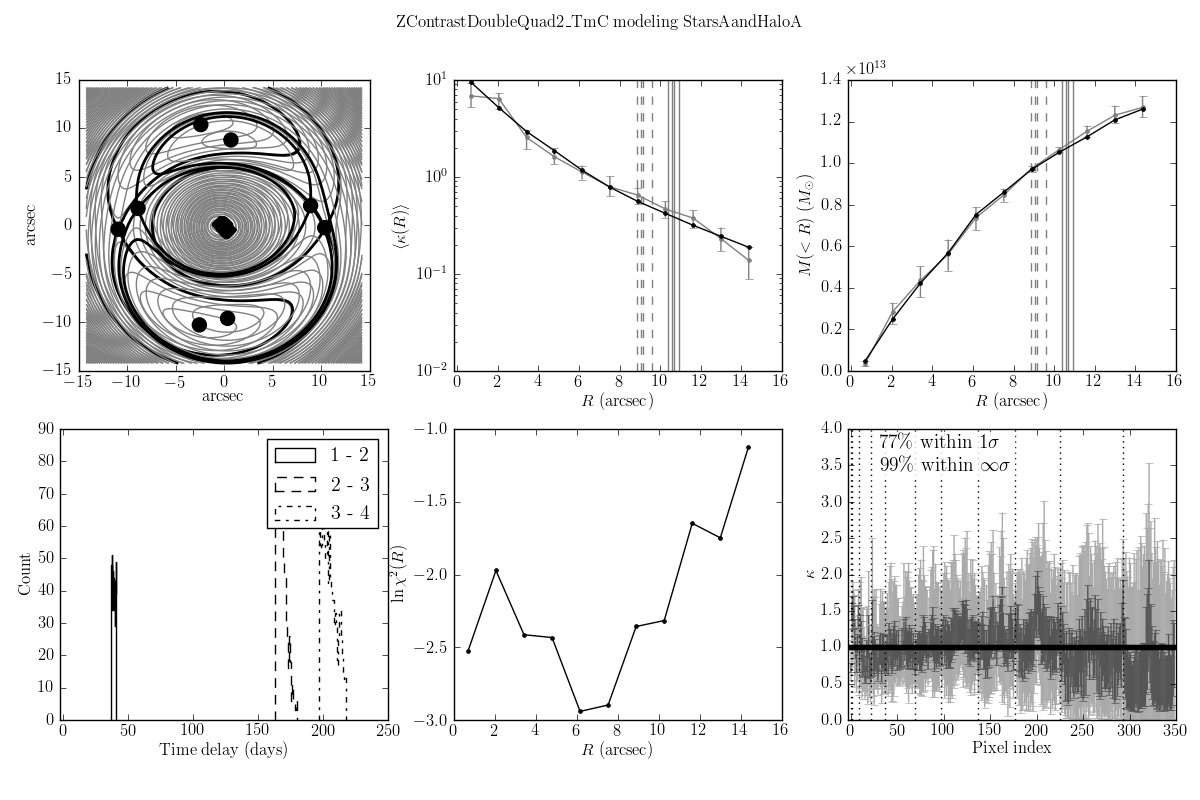 ZContrastDoubleQuad2_TmC modeling StarsAandHaloA
15
10
5
0
−5
−10
−15
arcsec
−15 −10 −5 0 5 10 15
arcsec
10^1
10^0
10^-1
10^-2
⟨κ(R)⟩
0 2 4 6 8 10 12 14 16
R (arcsec)
×10^13
1.4
1.2
1.0
0.8
0.6
0.4
0.2
0.0
M(< R) (M⊙)
0 2 4 6 8 10 12 14 16
R (arcsec)
90
80
70
60
50
40
30
20
10
0
Count
1 - 2
2 - 3
3 - 4
0 50 100 150 200 250
Time delay (days)
−1.0
−1.5
−2.0
−2.5
−3.0
ln χ²(R)
0 2 4 6 8 10 12 14 16
R (arcsec)
4.0
3.5
3.0
2.5
2.0
1.5
1.0
0.5
0.0
κ
77% within 1σ
99% within ∞σ
0 50 100 150 200 250 300 350
Pixel index